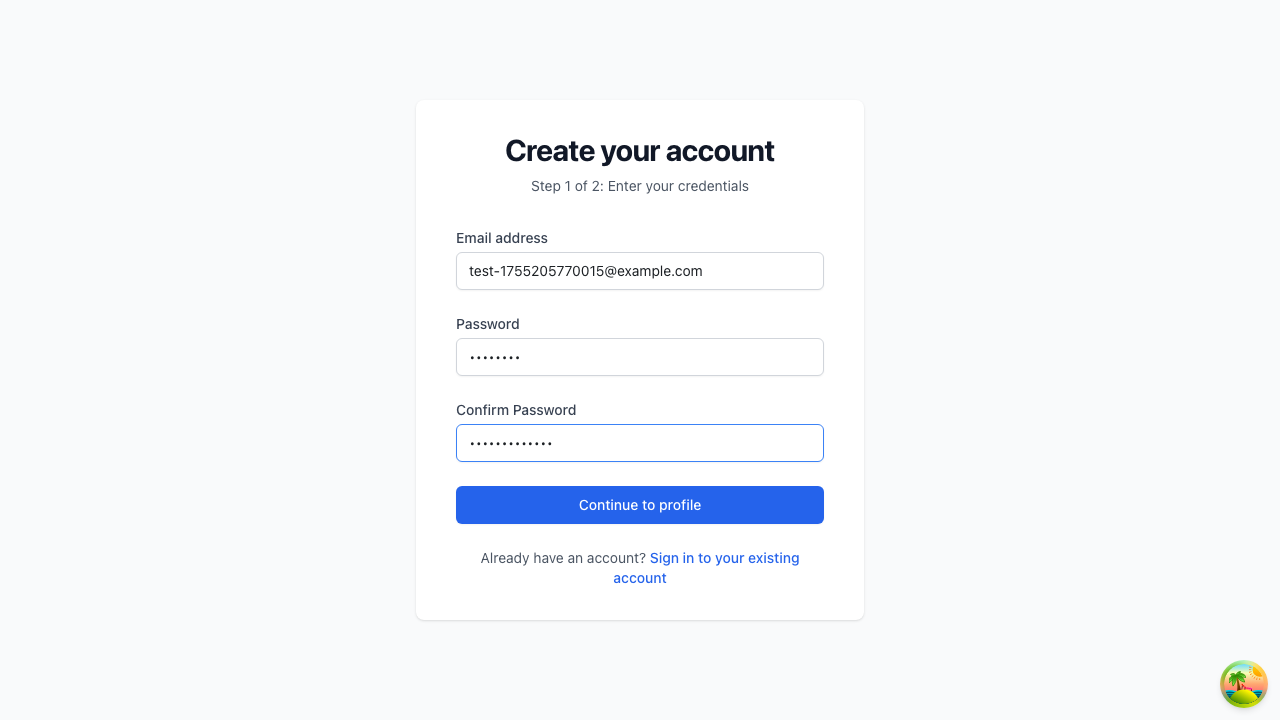 Create your account
Step 1 of 2: Enter your credentials
Email address
test-1755205770015@example.com
Password
••••••••
Confirm Password
•••••••••••••
Continue to profile
Already have an account? Sign in to your existing
account